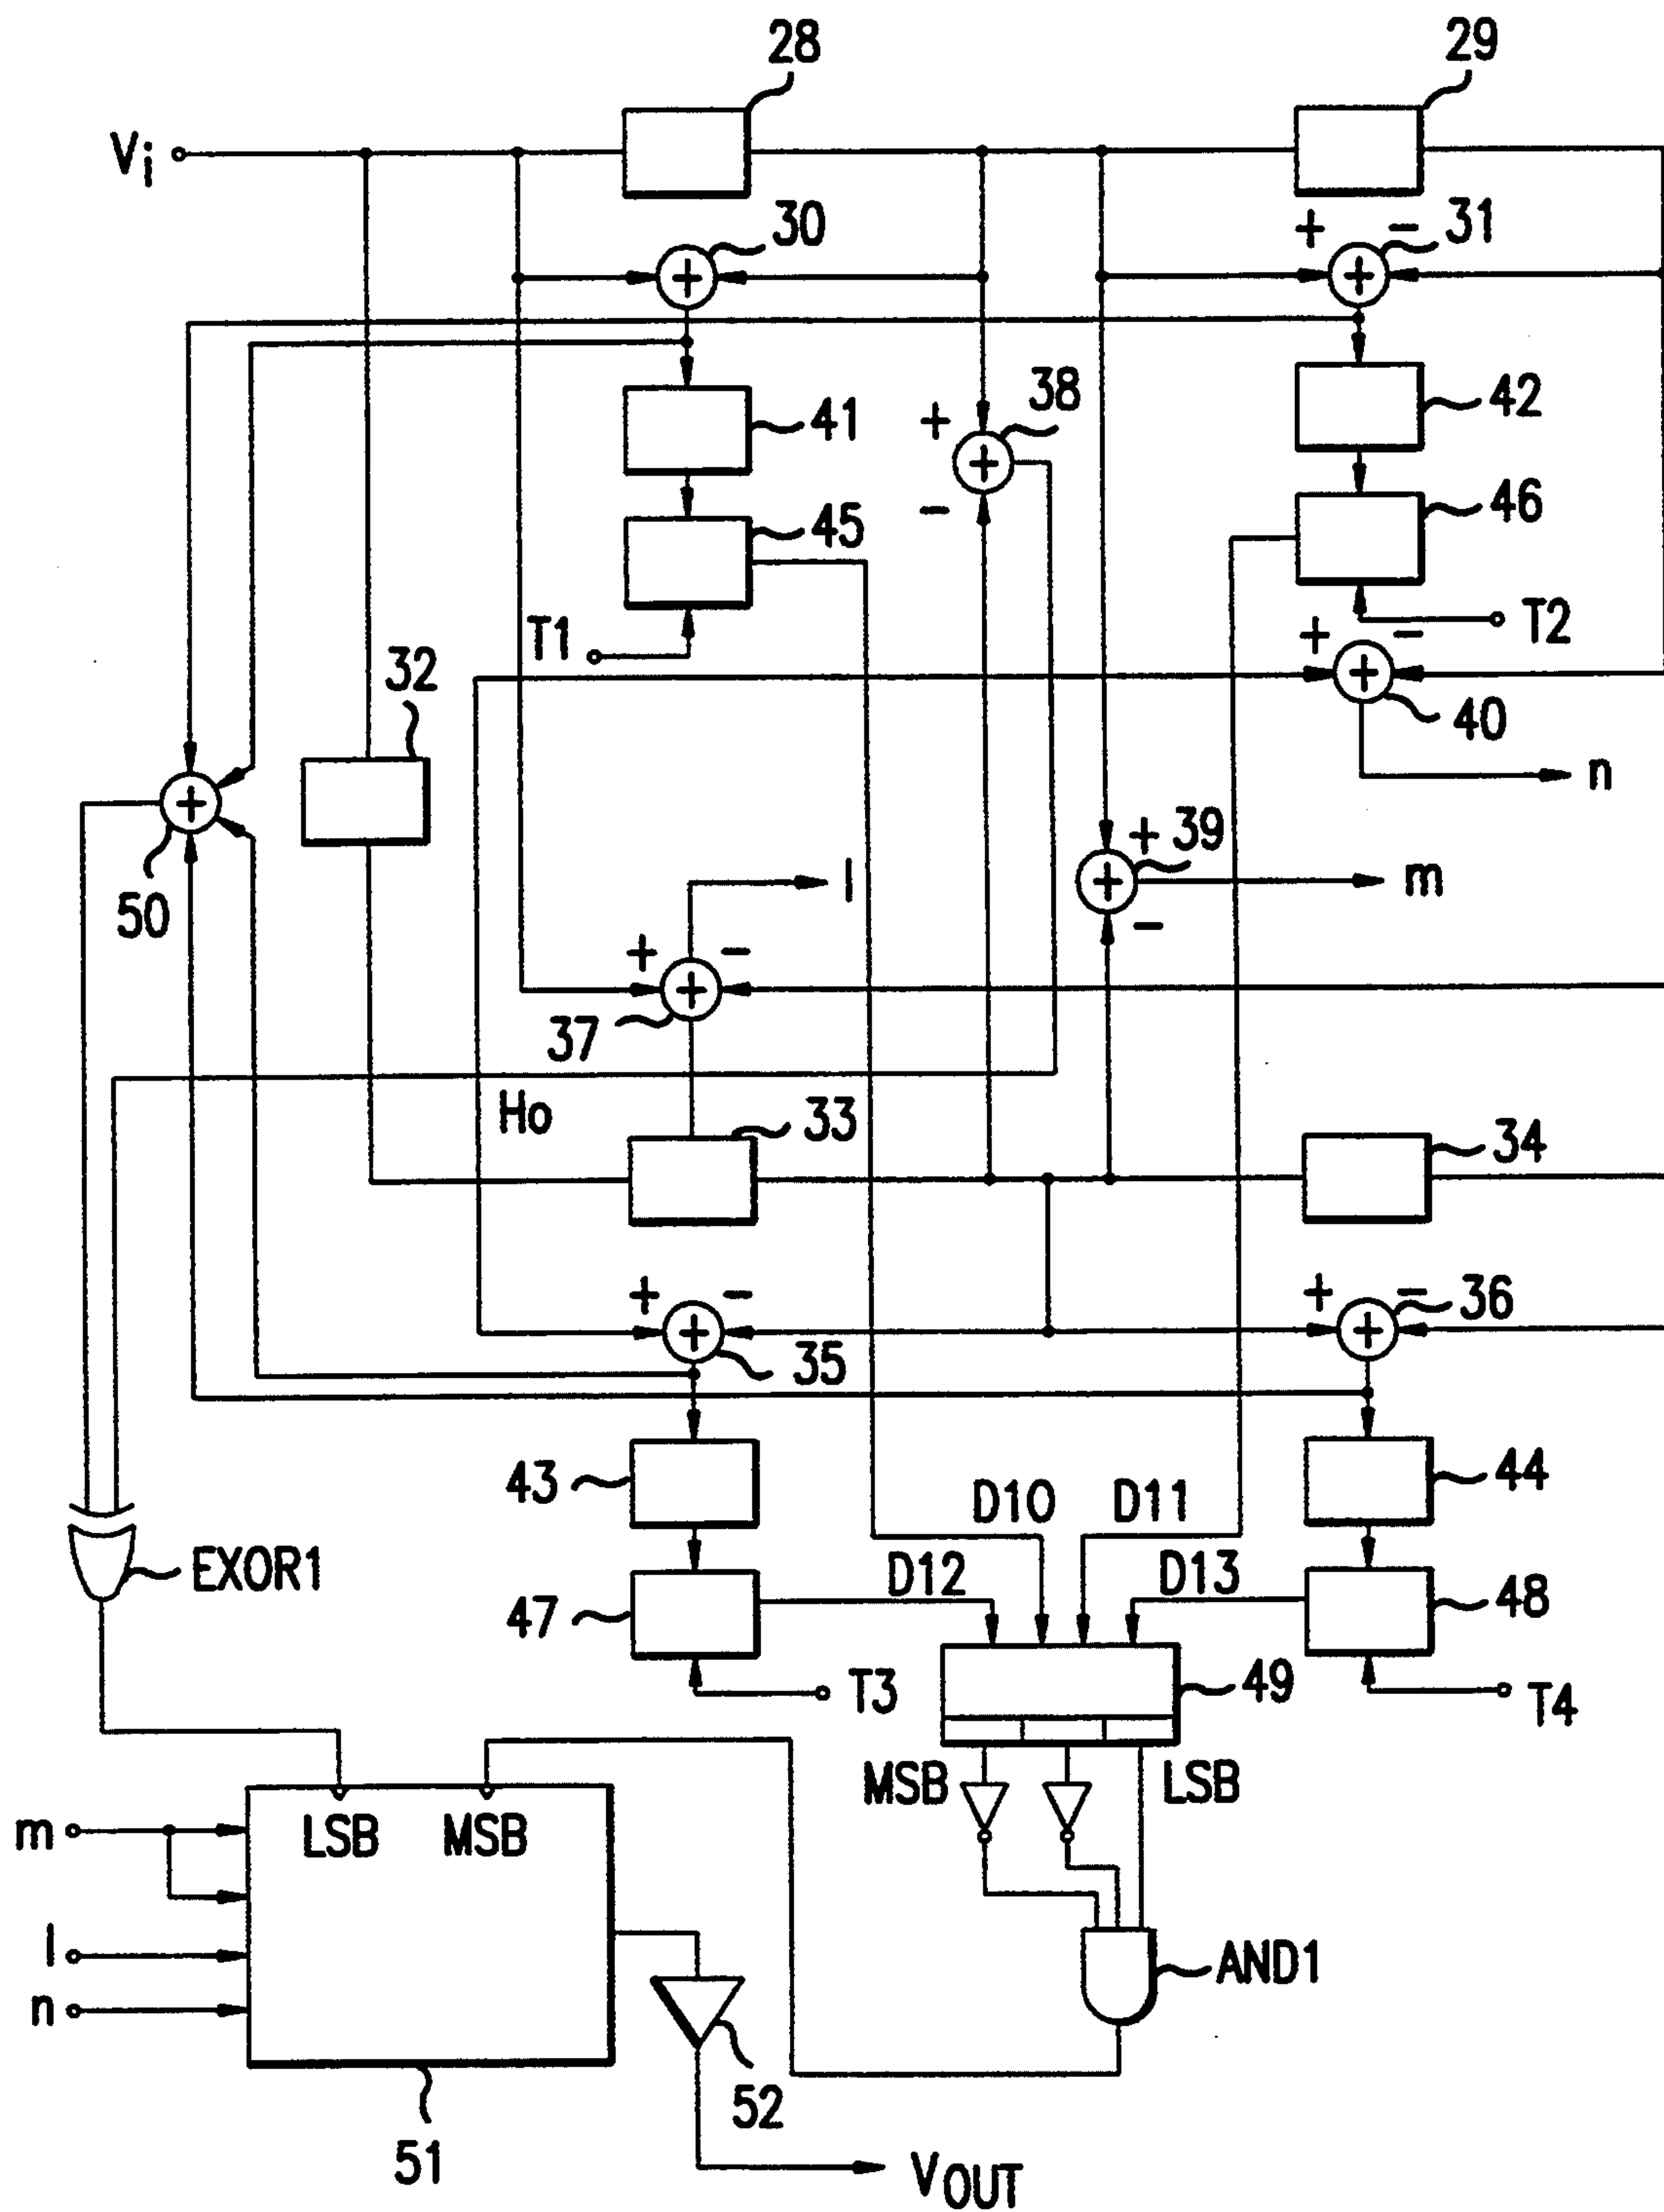 28
29
Vi
30
+ - 31
+
+
38
41
42
+
+
45
-
46
T1
T2
+ -
32
+
40
n
+
50
+ 39
l
+
m
-
+ -
+
37
Ho
33
34
+ -
+ - 36
+
+
35
43
44
D10
D11
EXOR1
D12
D13
47
48
T3
49
T4
MSB
LSB
m
LSB
MSB
l
n
AND1
52
51
VOUT